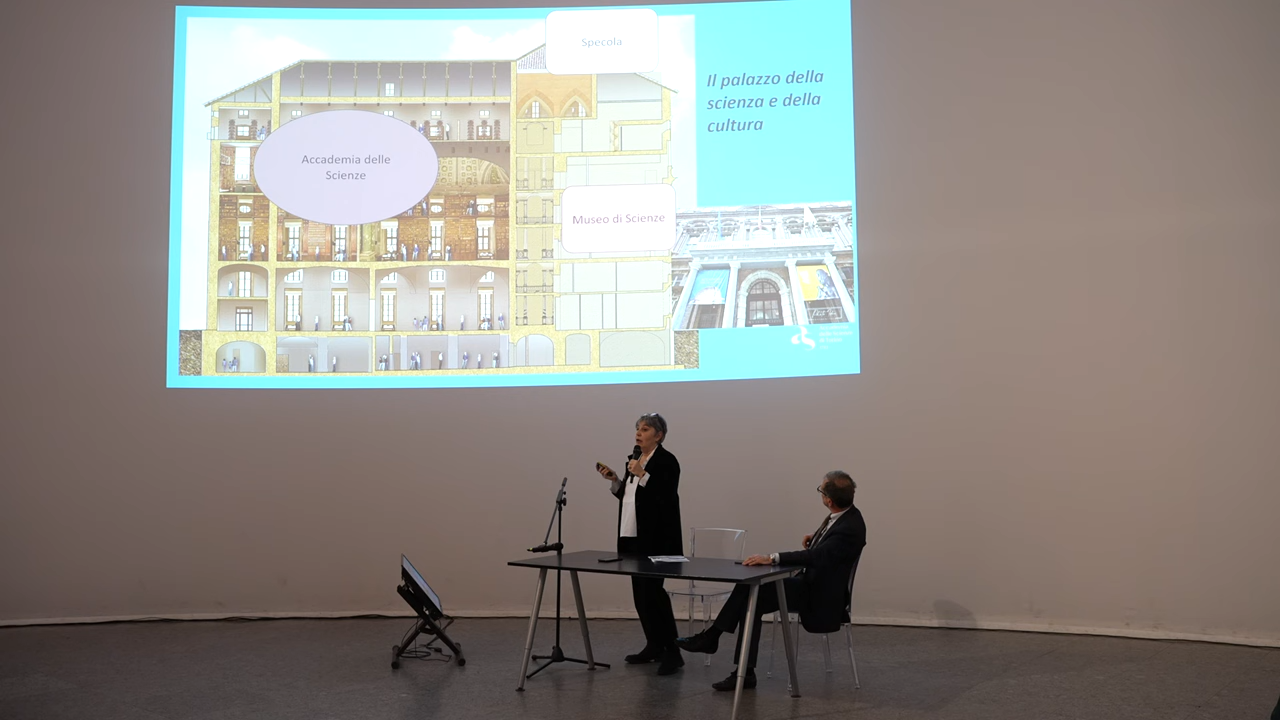 Specola
Il palazzo della
scienza e della
cultura
Accademia delle
Scienze
Museo di Scienze